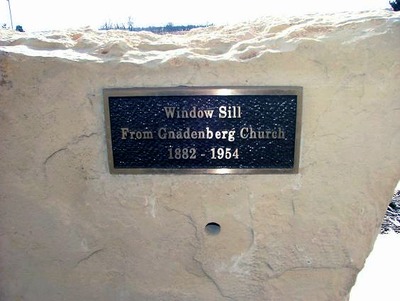 Window Sill
From Gnadenberg Church
1882 - 1954